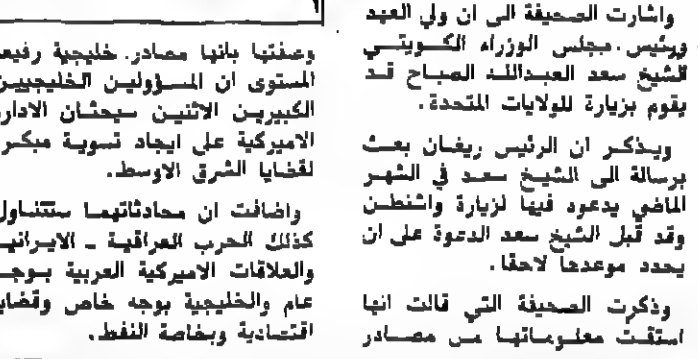 واشارت الصحيفة الى ان ولي العهد
ورئيس مجلس الوزراء الكويتي
الشيخ سعد العبدالله الصباح قد
يقوم بزيارة للولايات المتحدة.
ويذكر ان الرئيس ريغان بعث
برسالة الى الشيخ سعد في الشهر
الماضي يدعوه فيها لزيارة واشنطن
وقد قبل الشيخ سعد الدعوة على ان
يحدد موعدها لاحقا.
وذكرت الصحيفة التي قالت انها
استقت معلوماتها من مصادر
وصفتها بانها مصادر خليجية رفيعة
المستوى ان المسؤولين الخليجيين
الكبيرين الاثنين سيبحثان الادارة
الاميركية على ايجاد تسوية مبكرة
لقضايا الشرق الاوسط.
واضافت ان محادثاتهما ستتناول
كذلك الحرب العراقية ـ الايرانية
والعلاقات الاميركية العربية بوجه
عام والخليجية بوجه خاص وقضايا
اقتصادية وبخاصة النفط.